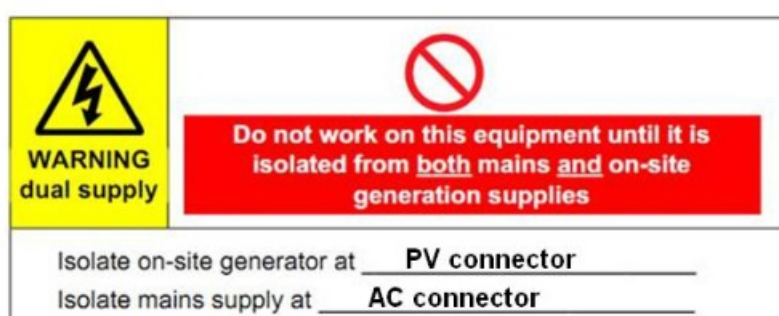 WARNING
dual supply
Do not work on this equipment until it is
isolated from both mains and on-site
generation supplies
Isolate on-site generator at PV connector
Isolate mains supply at AC connector